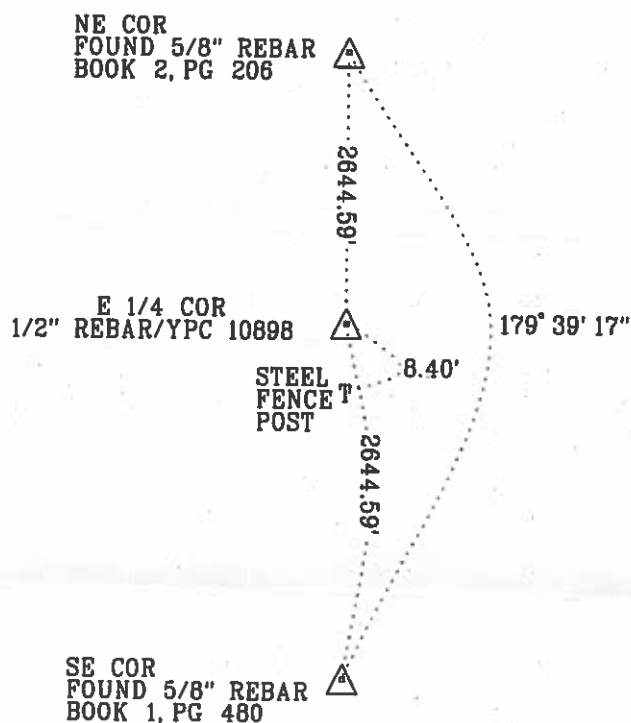 NE COR
FOUND 5/8" REBAR
BOOK 2, PG 206
2644.59'
E 1/4 COR
1/2" REBAR/YPC 10898
179° 39' 17"
8.40'
STEEL
FENCE
POST
2644.59'
SE COR
FOUND 5/8" REBAR
BOOK 1, PG 480